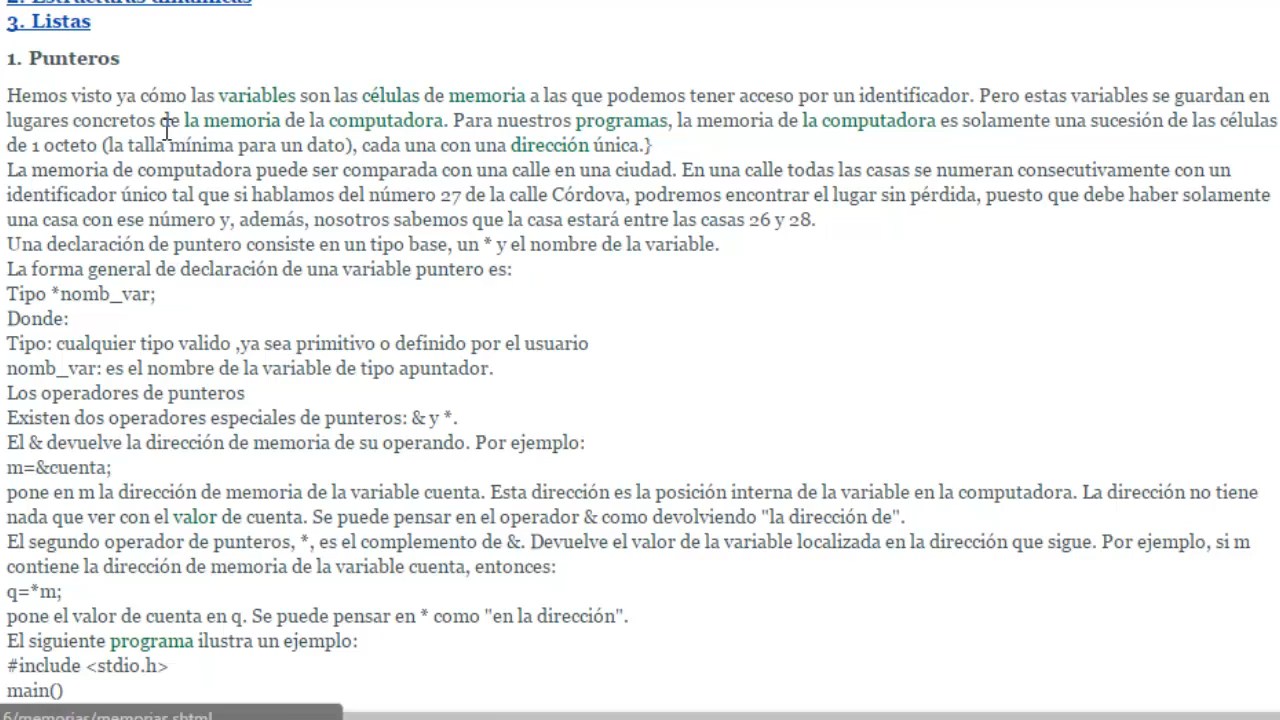 2. Estructuras dinámicas
3. Listas
1. Punteros
Hemos visto ya cómo las variables son las células de memoria a las que podemos tener acceso por un identificador. Pero estas variables se guardan en
lugares concretos de la memoria de la computadora. Para nuestros programas, la memoria de la computadora es solamente una sucesión de las células
de 1 octeto (la talla mínima para un dato), cada una con una dirección única.}
La memoria de computadora puede ser comparada con una calle en una ciudad. En una calle todas las casas se numeran consecutivamente con un
identificador único tal que si hablamos del número 27 de la calle Córdova, podremos encontrar el lugar sin pérdida, puesto que debe haber solamente
una casa con ese número y, además, nosotros sabemos que la casa estará entre las casas 26 y 28.
Una declaración de puntero consiste en un tipo base, un * y el nombre de la variable.
La forma general de declaración de una variable puntero es:
Tipo *nomb_var;
Donde:
Tipo: cualquier tipo valido ,ya sea primitivo o definido por el usuario
nomb_var: es el nombre de la variable de tipo apuntador.
Los operadores de punteros
Existen dos operadores especiales de punteros: & y *.
El & devuelve la dirección de memoria de su operando. Por ejemplo:
m=&cuenta;
pone en m la dirección de memoria de la variable cuenta. Esta dirección es la posición interna de la variable en la computadora. La dirección no tiene
nada que ver con el valor de cuenta. Se puede pensar en el operador & como devolviendo "la dirección de".
El segundo operador de punteros, *, es el complemento de &. Devuelve el valor de la variable localizada en la dirección que sigue. Por ejemplo, si m
contiene la dirección de memoria de la variable cuenta, entonces:
q=*m;
pone el valor de cuenta en q. Se puede pensar en * como "en la dirección".
El siguiente programa ilustra un ejemplo:
#include <stdio.h>
main()
6/memorias/memorias.shtml